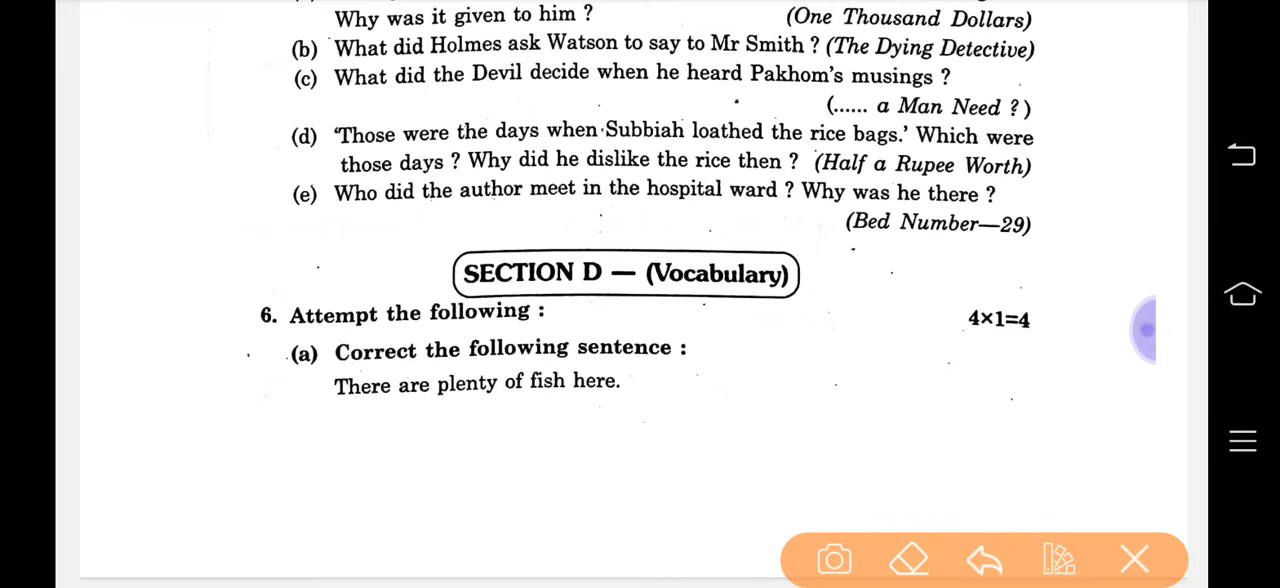 Why was it given to him ? (One Thousand Dollars)
(b) What did Holmes ask Watson to say to Mr Smith ? (The Dying Detective)
(c) What did the Devil decide when he heard Pakhom's musings ?
(...... a Man Need ?)
(d) 'Those were the days when Subbiah loathed the rice bags.' Which were
those days ? Why did he dislike the rice then ? (Half a Rupee Worth)
(e) Who did the author meet in the hospital ward ? Why was he there ?
(Bed Number—29)
SECTION D — (Vocabulary)
6. Attempt the following : 4×1=4
(a) Correct the following sentence :
There are plenty of fish here.